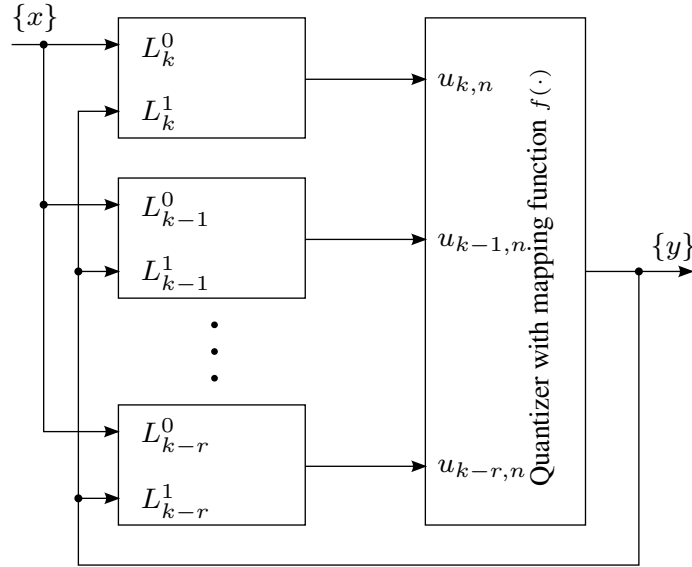 {x}
L_k^0
L_k^1
u_{k,n}
L_{k-1}^0
L_{k-1}^1
u_{k-1,n}.
{y}
L_{k-r}^0
L_{k-r}^1
u_{k-r,n}
Quantizer with mapping function f(·)